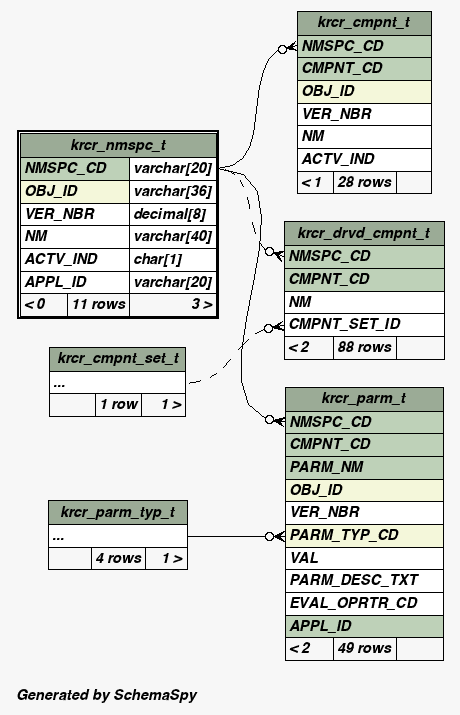 krcr_cmpnt_t
NMSPC_CD
CMPNT_CD
OBJ_ID
VER_NBR
NM
ACTV_IND
< 1 28 rows
krcr_nmspc_t
NMSPC_CD varchar[20]
OBJ_ID varchar[36]
VER_NBR decimal[8]
NM varchar[40]
ACTV_IND char[1]
APPL_ID varchar[20]
< 0 11 rows 3 >
krcr_drvd_cmpnt_t
NMSPC_CD
CMPNT_CD
NM
CMPNT_SET_ID
< 2 88 rows
krcr_cmpnt_set_t
...
1 row 1 >
krcr_parm_t
NMSPC_CD
CMPNT_CD
PARM_NM
OBJ_ID
VER_NBR
PARM_TYP_CD
VAL
PARM_DESC_TXT
EVAL_OPRTR_CD
APPL_ID
< 2 49 rows
krcr_parm_typ_t
...
4 rows 1 >
Generated by SchemaSpy